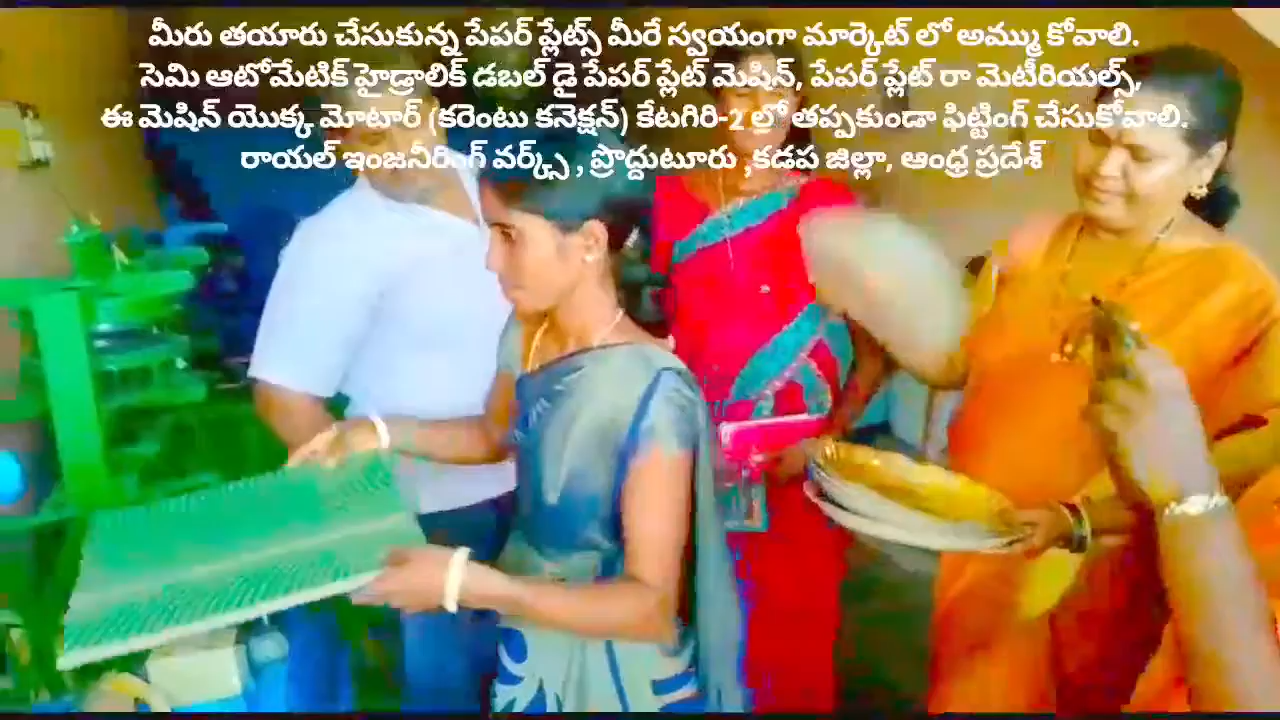 మీరు తయారు చేసుకున్న పేపర్ ప్లేట్స్ మీరే స్వయంగా మార్కెట్ లో అమ్ము కోవాలి.
సెమి ఆటోమేటిక్ హైడ్రాలిక్ డబల్ డై పేపర్ ప్లేట్ మెషిన్, పేపర్ ప్లేట్ రా మెటీరియల్స్,
ఈ మెషిన్ యొక్క మోటార్ (కరెంటు కనెక్షన్) కేటగిరి-2 లో తప్పకుండా ఫిట్టింగ్ చేసుకోవాలి.
రాయల్ ఇంజనీరింగ్ వర్క్స్ , ప్రొద్దుటూరు ,కడప జిల్లా, ఆంధ్ర ప్రదేశ్